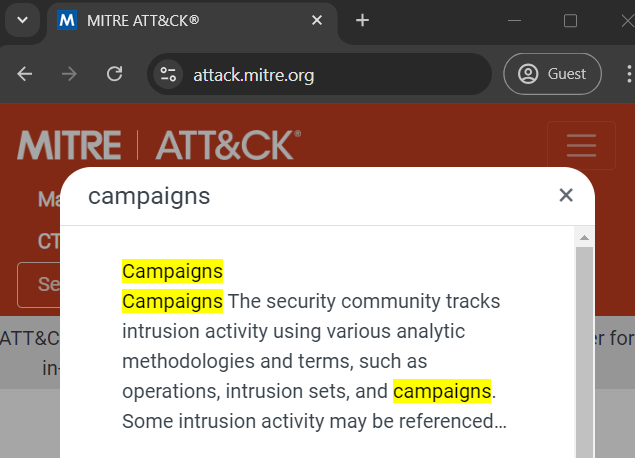 MITRE ATT&CK®
attack.mitre.org
Guest
MITRE | ATT&CK®
Ma
CT
Se
campaigns
Campaigns
Campaigns The security community tracks
intrusion activity using various analytic
methodologies and terms, such as
operations, intrusion sets, and campaigns.
Some intrusion activity may be referenced...
ATT&C
er for
in-